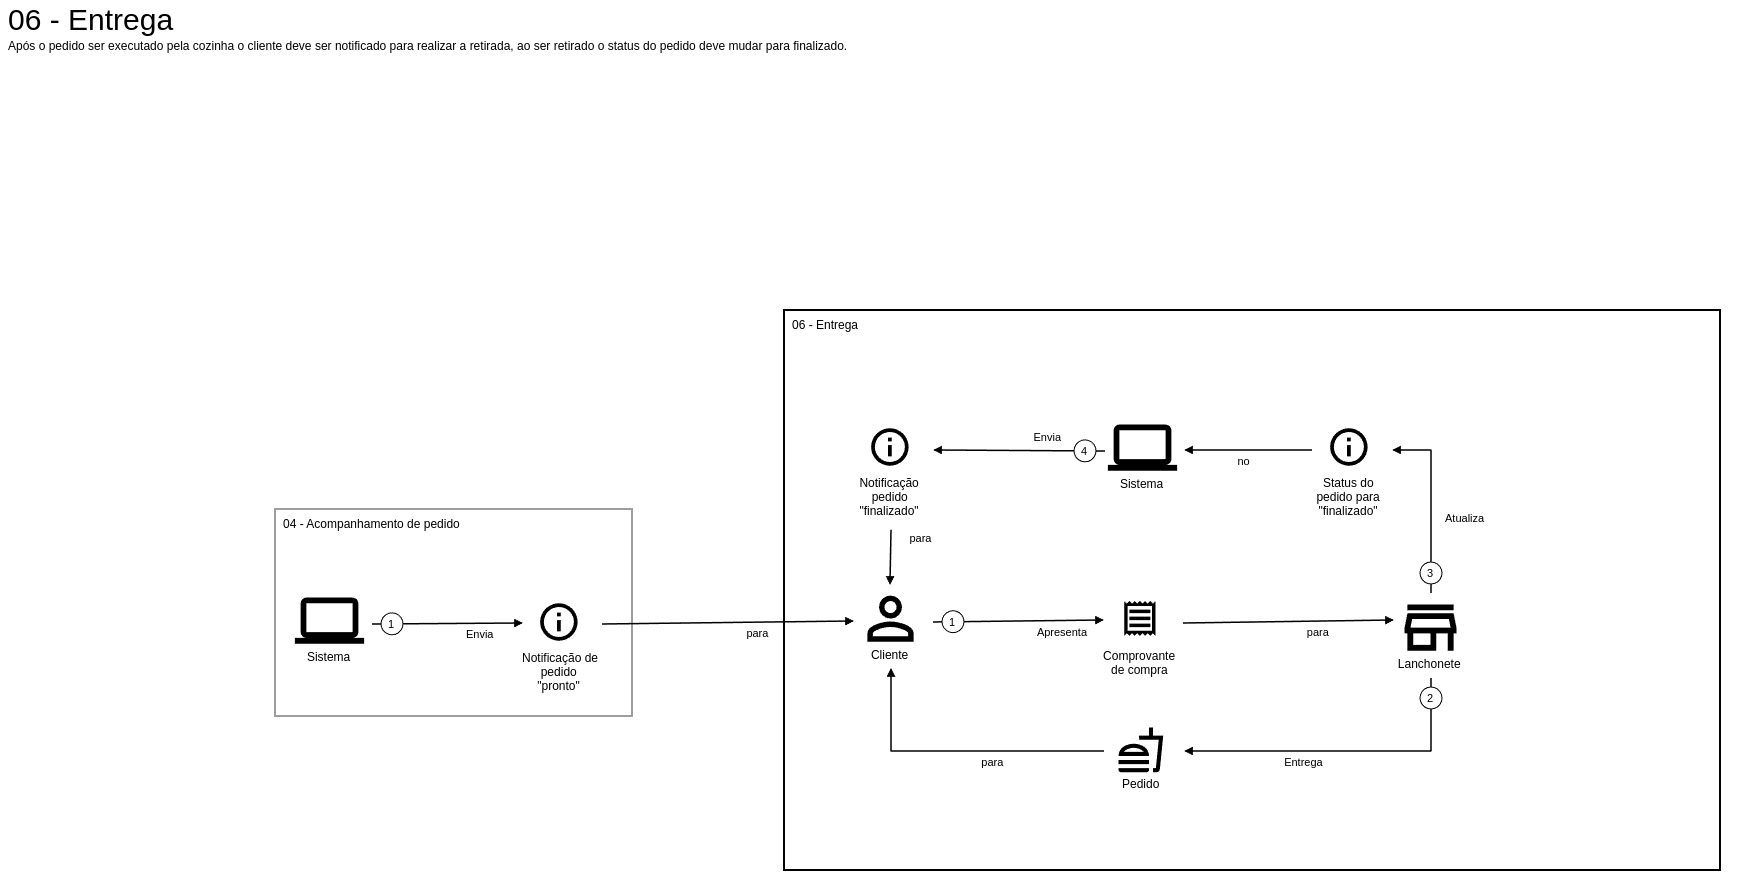 06 - Entrega
Após o pedido ser executado pela cozinha o cliente deve ser notificado para realizar a retirada, ao ser retirado o status do pedido deve mudar para finalizado.
04 - Acompanhamento de pedido
Sistema
1
Envia
Notificação de
pedido
"pronto"
para
06 - Entrega
Notificação
pedido
"finalizado"
Envia
4
Sistema
no
Status do
pedido para
"finalizado"
para
Atualiza
3
Cliente
1
Apresenta
Comprovante
de compra
para
Lanchonete
2
Entrega
Pedido
para